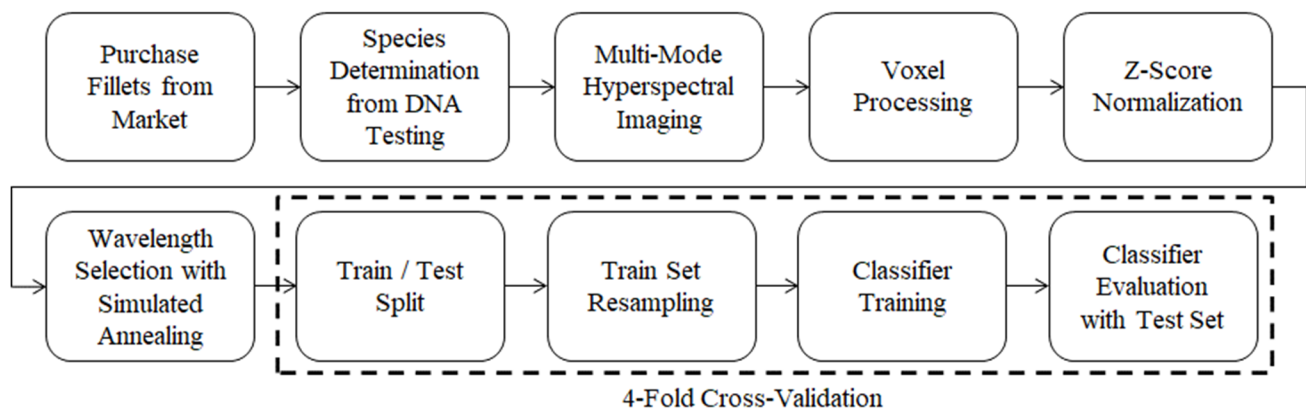 Purchase
Fillets from
Market
Species
Determination
from DNA
Testing
Multi-Mode
Hyperspectral
Imaging
Voxel
Processing
Z-Score
Normalization
Wavelength
Selection with
Simulated
Annealing
Train / Test
Split
Train Set
Resampling
Classifier
Training
Classifier
Evaluation
with Test Set
4-Fold Cross-Validation